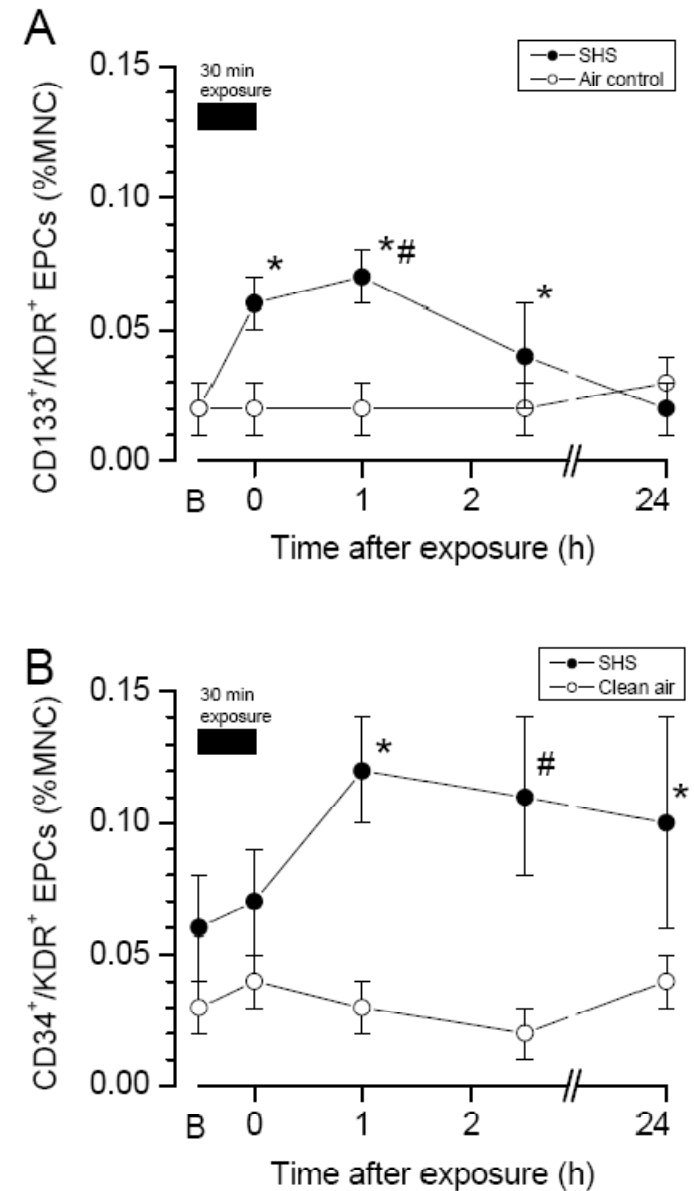 A
0.15
30 min
exposure
SHS
Air control
0.10
*
*#
*
0.05
0.00
CD133⁺/KDR⁺ EPCs (%MNC)
B 0 1 2 24
Time after exposure (h)
B
0.15
30 min
exposure
SHS
Clean air
*
#
*
0.10
0.05
0.00
CD34⁺/KDR⁺ EPCs (%MNC)
B 0 1 2 24
Time after exposure (h)